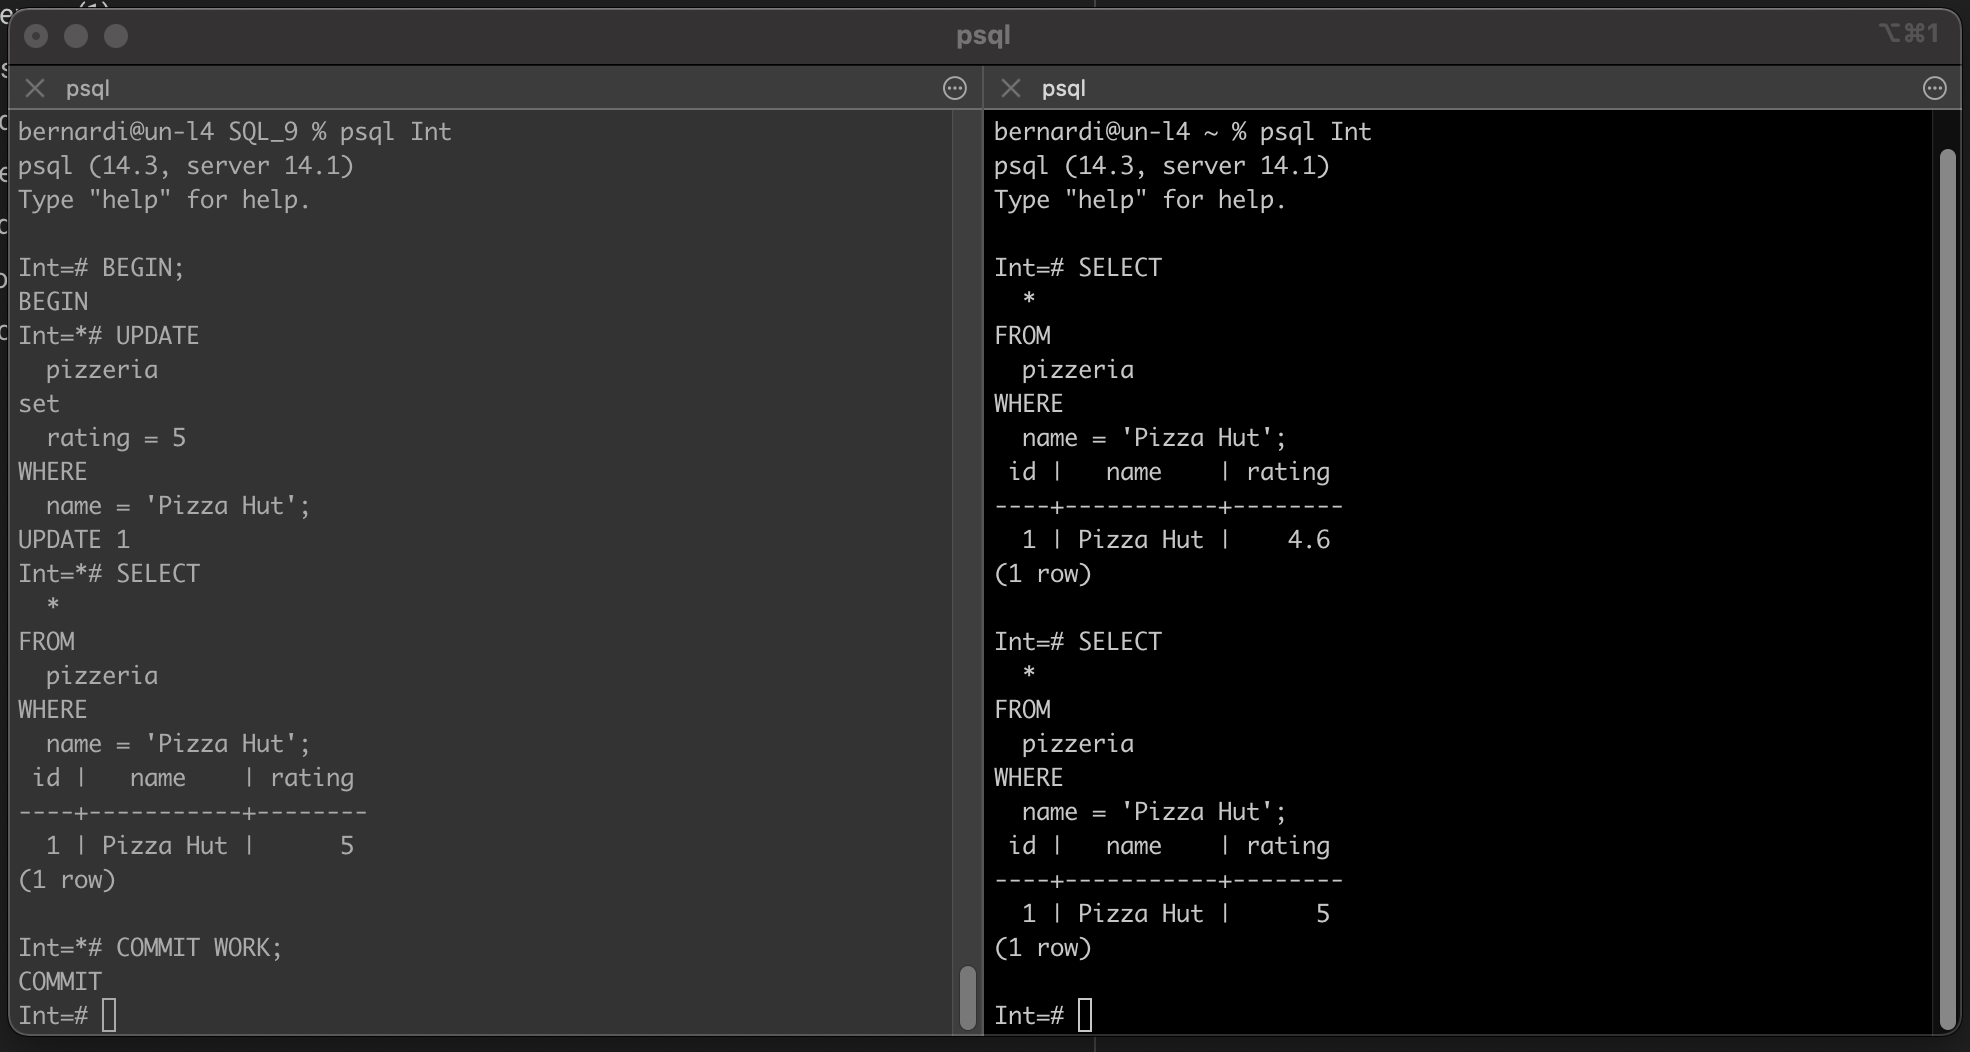 psql
⌥⌘1
psql
bernardi@un-l4 SQL_9 % psql Int
psql (14.3, server 14.1)
Type "help" for help.

Int=# BEGIN;
BEGIN
Int=*# UPDATE
  pizzeria
set
  rating = 5
WHERE
  name = 'Pizza Hut';
UPDATE 1
Int=*# SELECT
  *
FROM
  pizzeria
WHERE
  name = 'Pizza Hut';
 id |   name    | rating
----+-----------+--------
  1 | Pizza Hut |      5
(1 row)

Int=*# COMMIT WORK;
COMMIT
Int=#
psql
bernardi@un-l4 ~ % psql Int
psql (14.3, server 14.1)
Type "help" for help.

Int=# SELECT
  *
FROM
  pizzeria
WHERE
  name = 'Pizza Hut';
 id |   name    | rating
----+-----------+--------
  1 | Pizza Hut |    4.6
(1 row)

Int=# SELECT
  *
FROM
  pizzeria
WHERE
  name = 'Pizza Hut';
 id |   name    | rating
----+-----------+--------
  1 | Pizza Hut |      5
(1 row)

Int=#